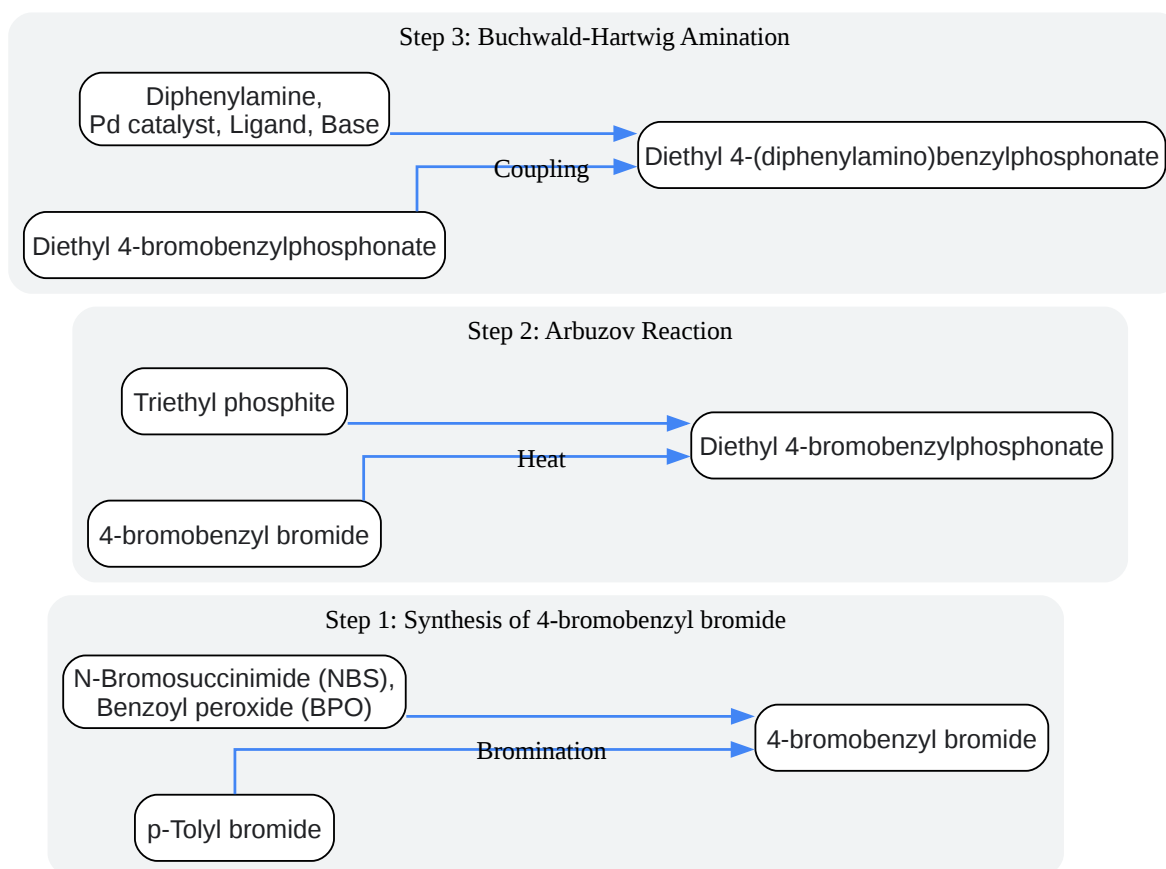 Step 3: Buchwald-Hartwig Amination
Diphenylamine,
Pd catalyst, Ligand, Base
Diethyl 4-(diphenylamino)benzylphosphonate
Coupling
Diethyl 4-bromobenzylphosphonate
Step 2: Arbuzov Reaction
Triethyl phosphite
Diethyl 4-bromobenzylphosphonate
Heat
4-bromobenzyl bromide
Step 1: Synthesis of 4-bromobenzyl bromide
N-Bromosuccinimide (NBS),
Benzoyl peroxide (BPO)
4-bromobenzyl bromide
Bromination
p-Tolyl bromide